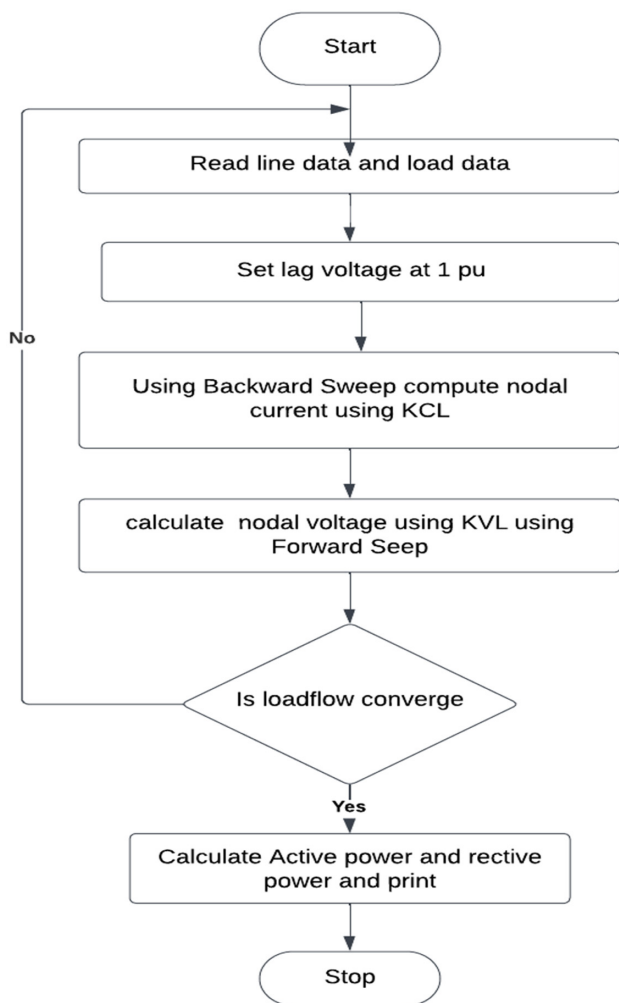 Start
Read line data and load data
Set lag voltage at 1 pu
No
Using Backward Sweep compute nodal
current using KCL
calculate nodal voltage using KVL using
Forward Seep
Is loadflow converge
Yes
Calculate Active power and rective
power and print
Stop